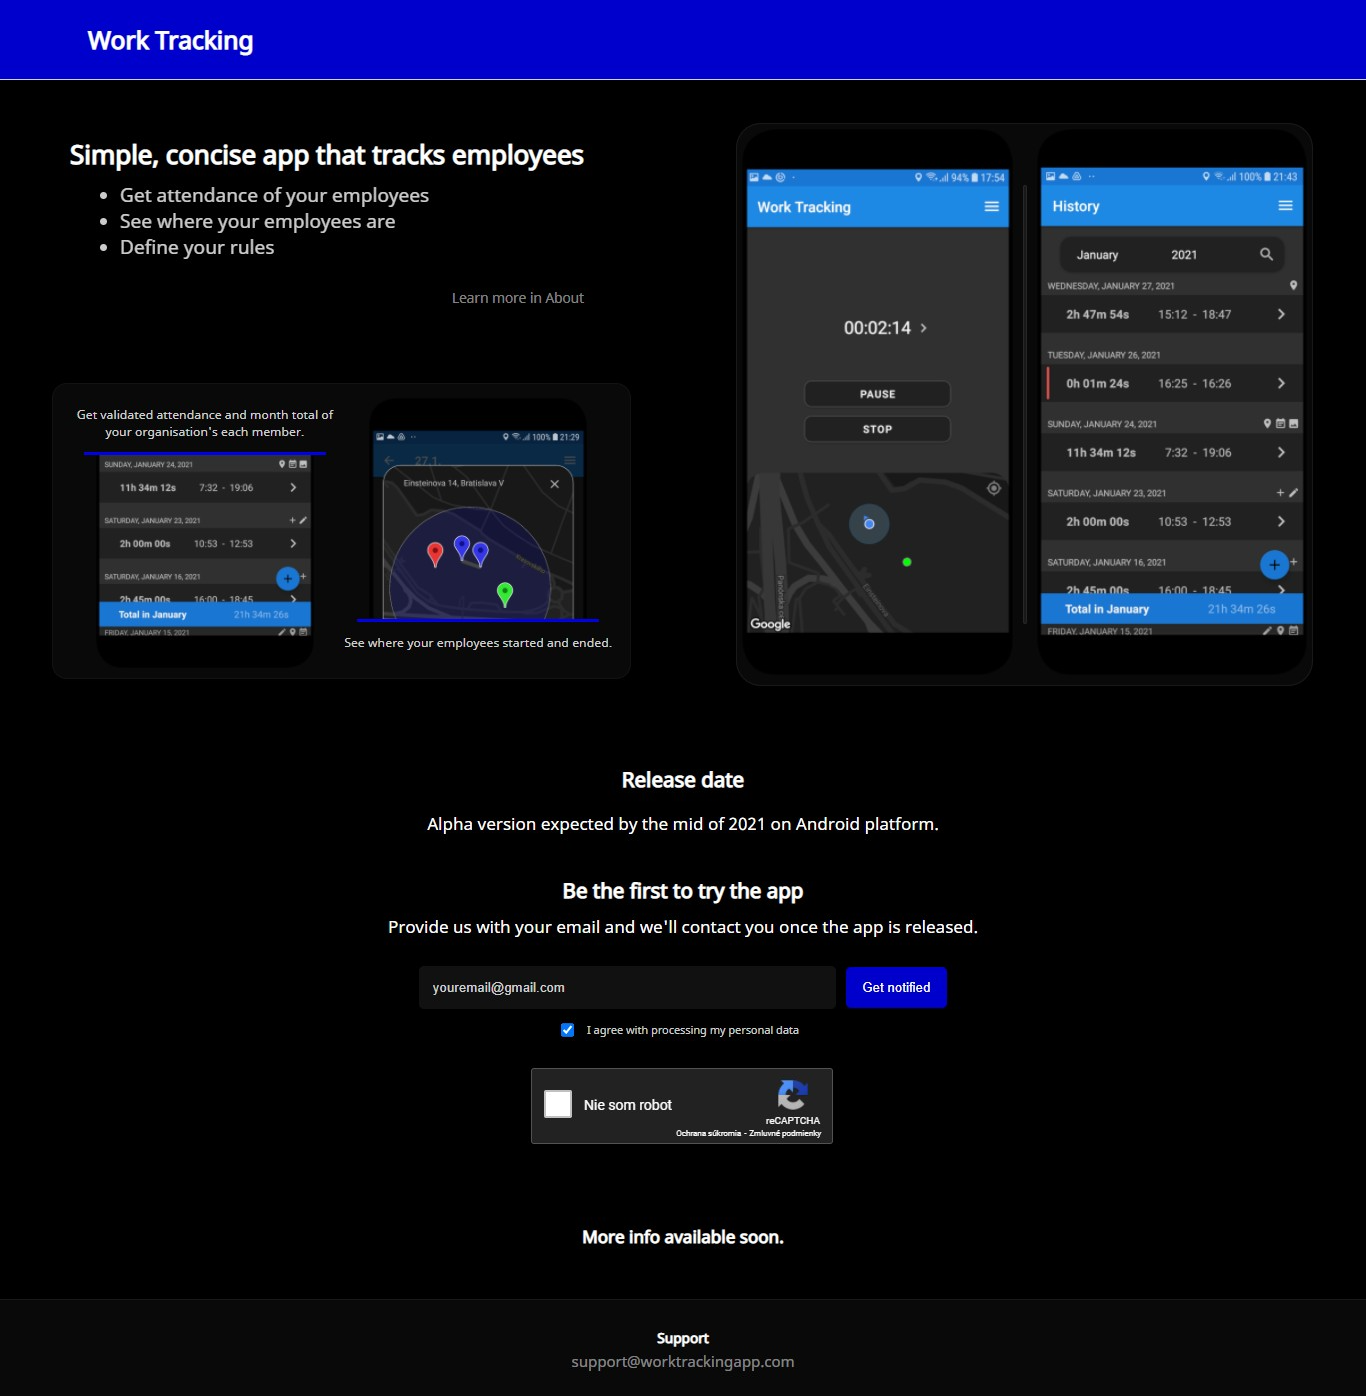 Work Tracking
Simple, concise app that tracks employees
Get attendance of your employees
See where your employees are
Define your rules
Learn more in About
Get validated attendance and month total of
your organisation's each member.
SUNDAY, JANUARY 24, 2021
11h 34m 12s 7:32 - 19:06
SATURDAY, JANUARY 23, 2021
2h 00m 00s 10:53 - 12:53
SATURDAY, JANUARY 16, 2021
2h 45m 00s 16:00 - 18:45
Total in January 21h 34m 26s
FRIDAY, JANUARY 15, 2021
100% 21:29
27.1.
Einsteinova 14, Bratislava V
See where your employees started and ended.
94% 17:54
Work Tracking
00:02:14
PAUSE
STOP
Einsteinova
Google
100% 21:43
History
January 2021
WEDNESDAY, JANUARY 27, 2021
2h 47m 54s 15:12 - 18:47
TUESDAY, JANUARY 26, 2021
0h 01m 24s 16:25 - 16:26
SUNDAY, JANUARY 24, 2021
11h 34m 12s 7:32 - 19:06
SATURDAY, JANUARY 23, 2021
2h 00m 00s 10:53 - 12:53
SATURDAY, JANUARY 16, 2021
2h 45m 00s 16:00 - 18:45
Total in January 21h 34m 26s
FRIDAY, JANUARY 15, 2021
Release date
Alpha version expected by the mid of 2021 on Android platform.
Be the first to try the app
Provide us with your email and we'll contact you once the app is released.
youremail@gmail.com Get notified
I agree with processing my personal data
Nie som robot
reCAPTCHA
Ochrana súkromia - Zmluvné podmienky
More info available soon.
Support
support@worktrackingapp.com